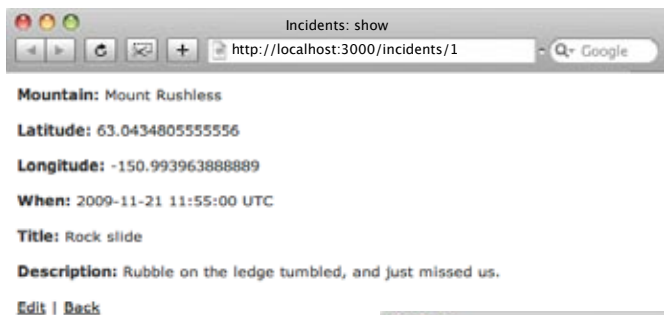 Incidents: show
http://localhost:3000/incidents/1
Google
Mountain: Mount Rushless
Latitude: 63.0434805555556
Longitude: -150.993963888889
When: 2009-11-21 11:55:00 UTC
Title: Rock slide
Description: Rubble on the ledge tumbled, and just missed us.
Edit | Back